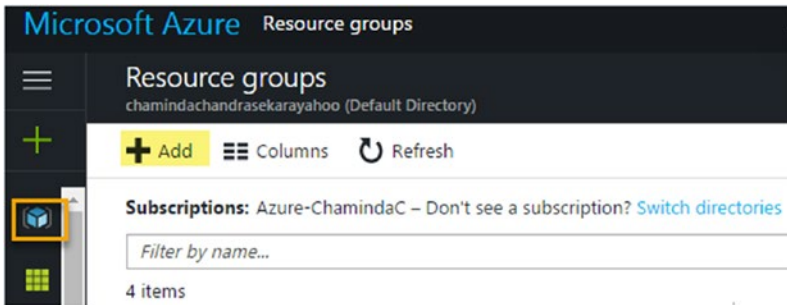 Microsoft Azure Resource groups
Resource groups
chamindachandrasekarayahoo (Default Directory)
Add Columns Refresh
Subscriptions: Azure-ChamindaC – Don't see a subscription? Switch directories
Filter by name...
4 items